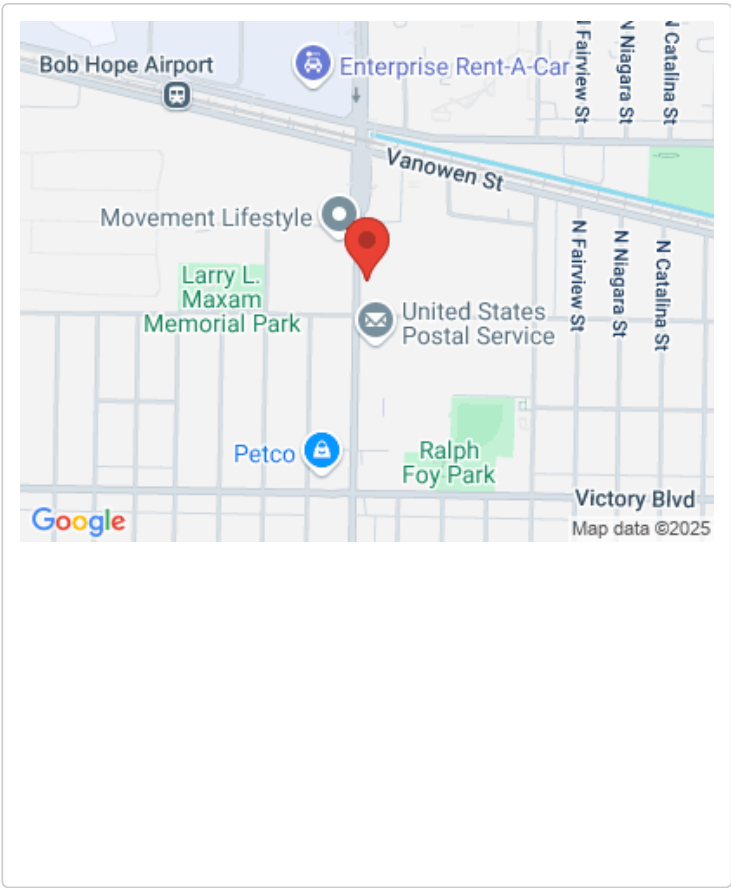 Bob Hope Airport
Enterprise Rent-A-Car
N Fairview St
N Niagara St
N Catalina St
Vanowen St
Movement Lifestyle
N Fairview St
N Niagara St
N Catalina St
Larry L.
Maxam
Memorial Park
United States
Postal Service
Petco
Ralph
Foy Park
Victory Blvd
Google
Map data ©2025